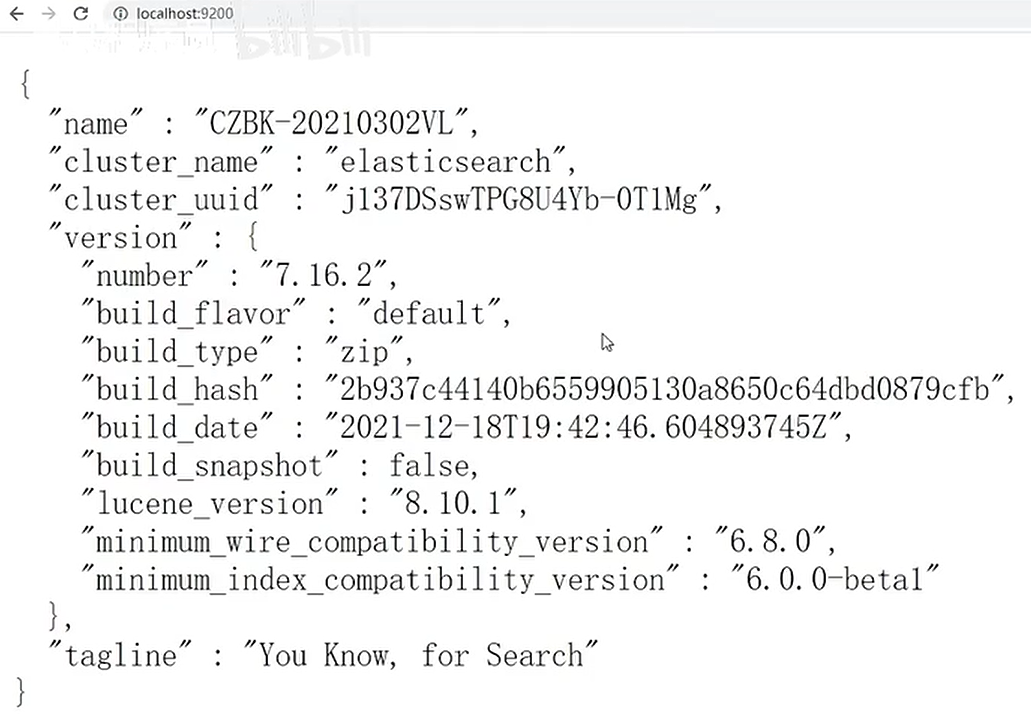 localhost:9200
bilibili
{
"name" : "CZBK-20210302VL",
"cluster_name" : "elasticsearch",
"cluster_uuid" : "j137DSswTPG8U4Yb-0T1Mg",
"version" : {
"number" : "7.16.2",
"build_flavor" : "default",
"build_type" : "zip",
"build_hash" : "2b937c44140b6559905130a8650c64dbd0879cfb",
"build_date" : "2021-12-18T19:42:46.604893745Z",
"build_snapshot" : false,
"lucene_version" : "8.10.1",
"minimum_wire_compatibility_version" : "6.8.0",
"minimum_index_compatibility_version" : "6.0.0-beta1"
},
"tagline" : "You Know, for Search"
}